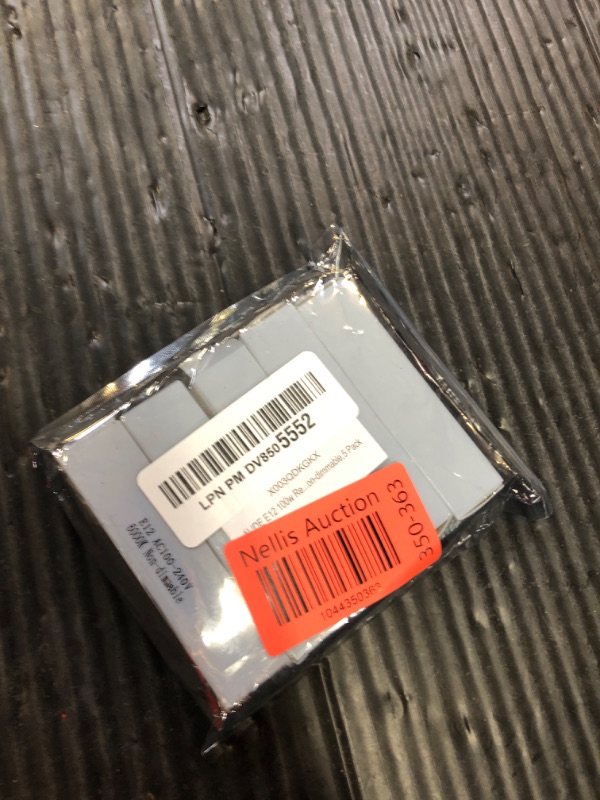 LPN PM DV8505552
X003QDKGKX
E12 100w Re...on-dimmable,5 Pack
Nellis Auction
1044350363
350-363
E12 AC100-240V
6000K Non-dimmable